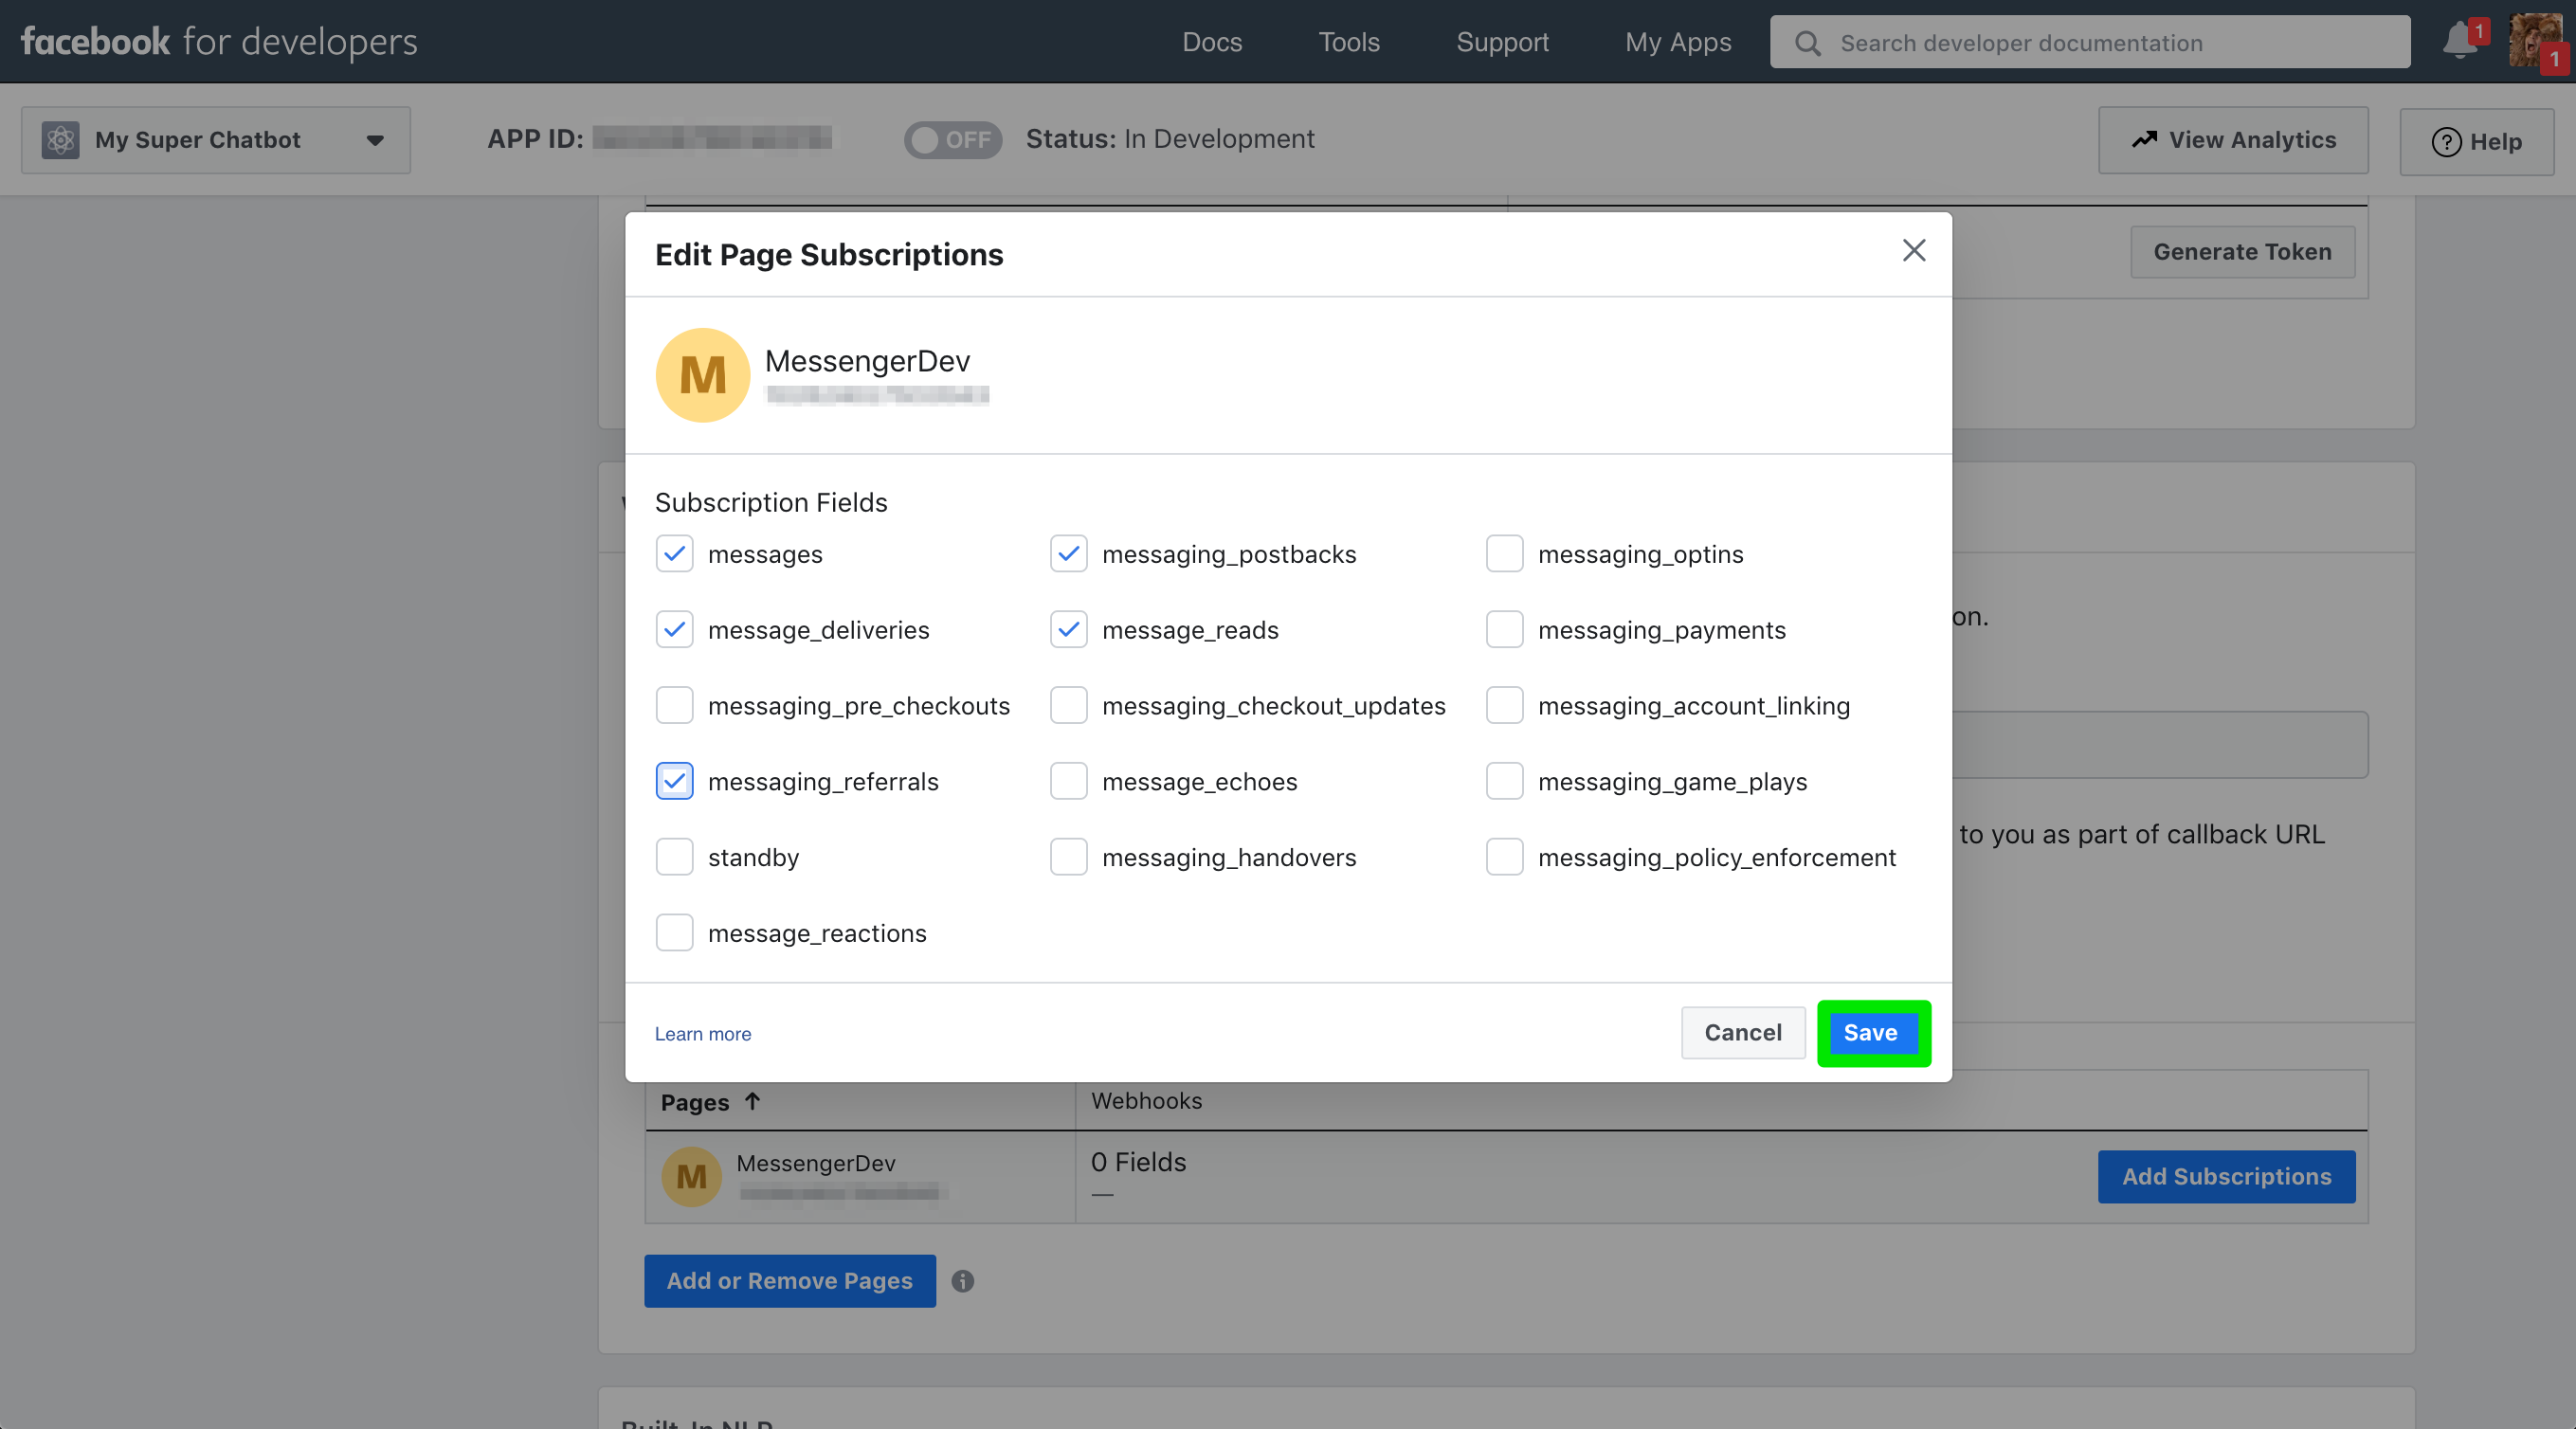 facebook for developers
Docs
Tools
Support
My Apps
Search developer documentation
1
1
My Super Chatbot
APP ID:
OFF
Status: In Development
View Analytics
? Help
Generate Token
Edit Page Subscriptions
M
MessengerDev
Subscription Fields
messages
messaging_postbacks
messaging_optins
message_deliveries
message_reads
messaging_payments
on.
messaging_pre_checkouts
messaging_checkout_updates
messaging_account_linking
messaging_referrals
message_echoes
messaging_game_plays
to you as part of callback URL
standby
messaging_handovers
messaging_policy_enforcement
message_reactions
Learn more
Cancel
Save
Pages ↑
Webhooks
M
MessengerDev
0 Fields
—
Add Subscriptions
Add or Remove Pages
Built-In NLP